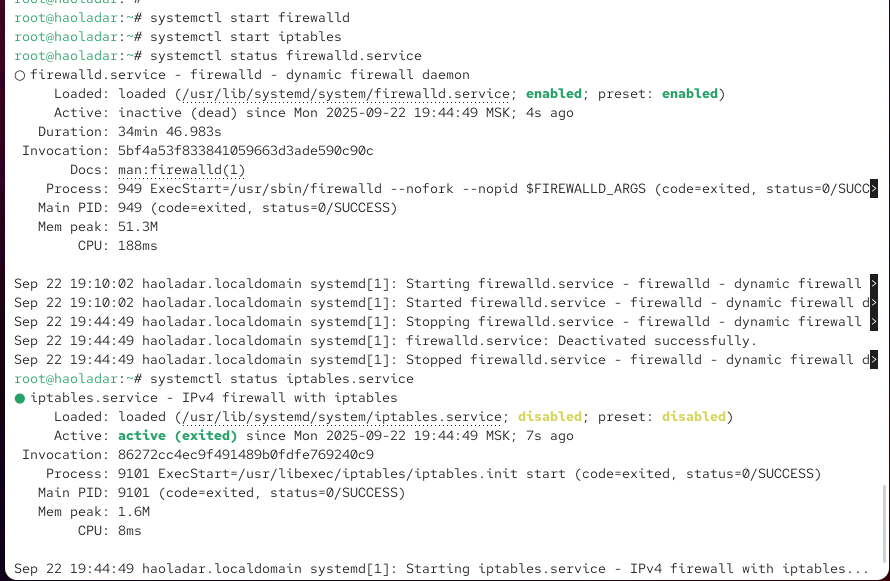 root@haoladar:~# systemctl start firewalld
root@haoladar:~# systemctl start iptables
root@haoladar:~# systemctl status firewalld.service
○ firewalld.service - firewalld - dynamic firewall daemon
     Loaded: loaded (/usr/lib/systemd/system/firewalld.service; enabled; preset: enabled)
     Active: inactive (dead) since Mon 2025-09-22 19:44:49 MSK; 4s ago
   Duration: 34min 46.983s
 Invocation: 5bf4a53f833841059663d3ade590c90c
       Docs: man:firewalld(1)
    Process: 949 ExecStart=/usr/sbin/firewalld --nofork --nopid $FIREWALLD_ARGS (code=exited, status=0/SUCC>
   Main PID: 949 (code=exited, status=0/SUCCESS)
   Mem peak: 51.3M
        CPU: 188ms

Sep 22 19:10:02 haoladar.localdomain systemd[1]: Starting firewalld.service - firewalld - dynamic firewall >
Sep 22 19:10:02 haoladar.localdomain systemd[1]: Started firewalld.service - firewalld - dynamic firewall d>
Sep 22 19:44:49 haoladar.localdomain systemd[1]: Stopping firewalld.service - firewalld - dynamic firewall >
Sep 22 19:44:49 haoladar.localdomain systemd[1]: firewalld.service: Deactivated successfully.
Sep 22 19:44:49 haoladar.localdomain systemd[1]: Stopped firewalld.service - firewalld - dynamic firewall d>
root@haoladar:~# systemctl status iptables.service
● iptables.service - IPv4 firewall with iptables
     Loaded: loaded (/usr/lib/systemd/system/iptables.service; disabled; preset: disabled)
     Active: active (exited) since Mon 2025-09-22 19:44:49 MSK; 7s ago
 Invocation: 86272cc4ec9f491489b0fdfe769240c9
    Process: 9101 ExecStart=/usr/libexec/iptables/iptables.init start (code=exited, status=0/SUCCESS)
   Main PID: 9101 (code=exited, status=0/SUCCESS)
   Mem peak: 1.6M
        CPU: 8ms

Sep 22 19:44:49 haoladar.localdomain systemd[1]: Starting iptables.service - IPv4 firewall with iptables...